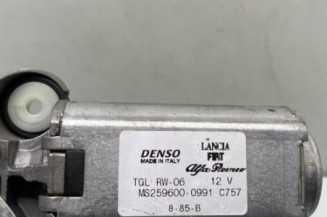 DENSO
MADE IN ITALY
LANCIA
FIAT
Alfa Romeo
TGL RW-06 12 V
MS259600-0991 C757
8-85-B